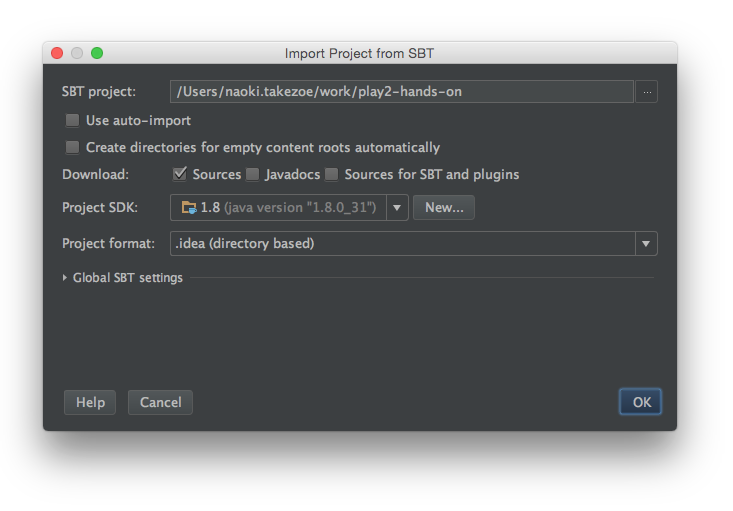 Import Project from SBT
SBT project: /Users/naoki.takezoe/work/play2-hands-on ...
Use auto-import
Create directories for empty content roots automatically
Download: Sources Javadocs Sources for SBT and plugins
Project SDK: 1.8 (java version "1.8.0_31") New...
Project format: .idea (directory based)
Global SBT settings
Help Cancel OK